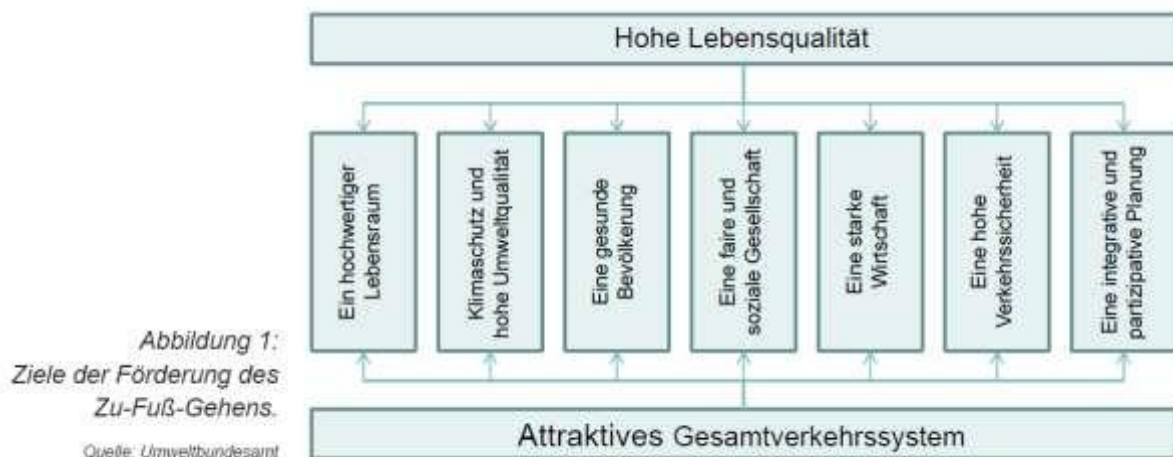 Hohe Lebensqualität
Ein hochwertiger
Lebensraum
Klimaschutz und
hohe Umweltqualität
Eine gesunde
Bevölkerung
Eine faire und
soziale Gesellschaft
Eine starke
Wirtschaft
Eine hohe
Verkehrssicherheit
Eine integrative und
partizipative Planung
Abbildung 1:
Ziele der Förderung des
Zu-Fuß-Gehens.
Quelle: Umweltbundesamt
Attraktives Gesamtverkehrssystem